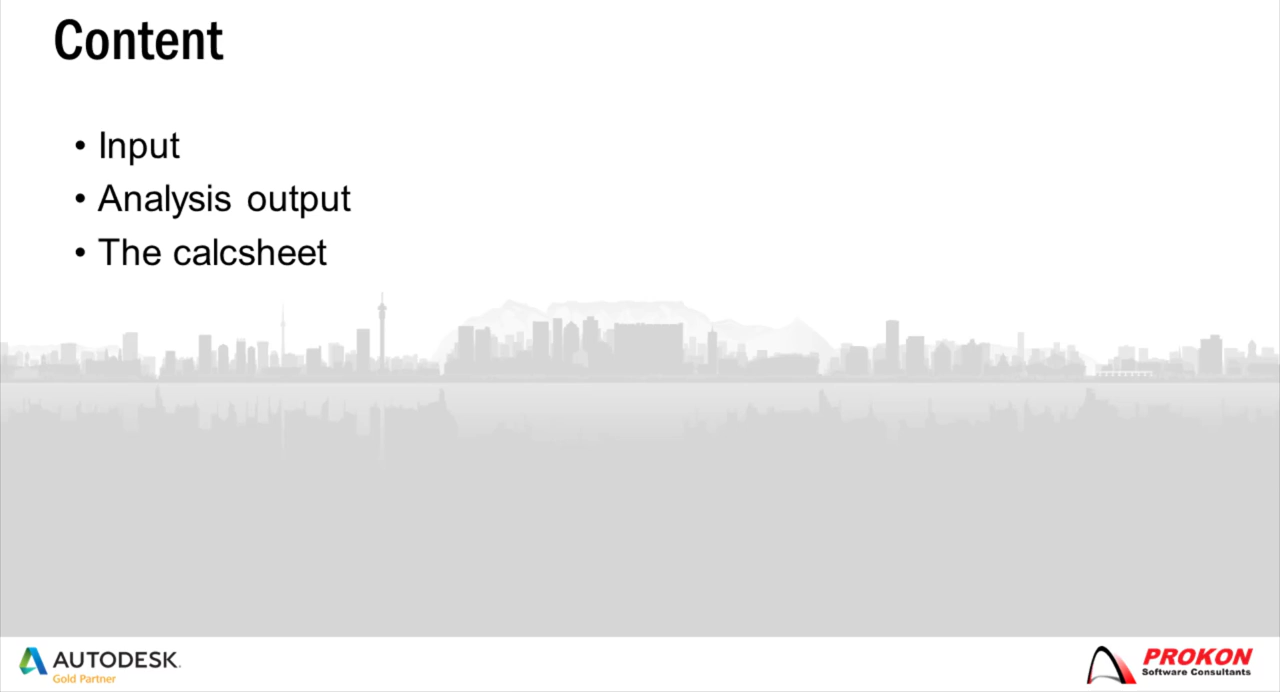 Content
• Input
• Analysis output
• The calcsheet
AUTODESK.
Gold Partner
PROKON
Software Consultants